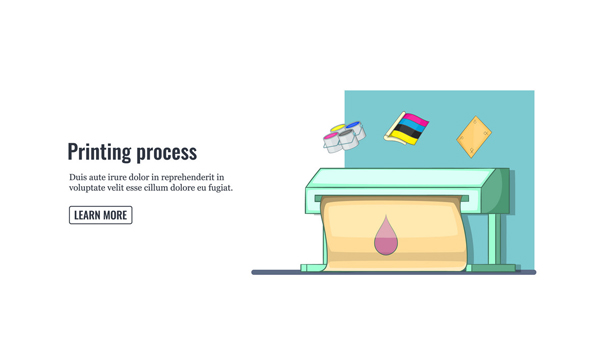 Printing process
Duis aute irure dolor in reprehenderit in
voluptate velit esse cillum dolore eu fugiat.
LEARN MORE